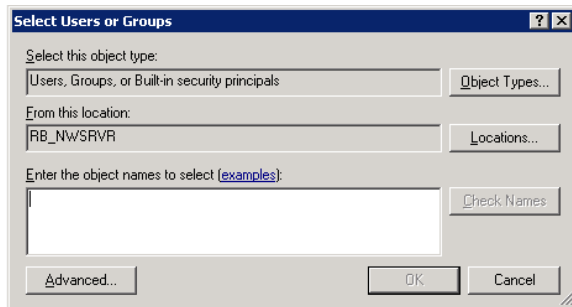 Select Users or Groups
Select this object type:
Users, Groups, or Built-in security principals
Object Types...
From this location:
RB_NWSRVR
Locations...
Enter the object names to select (examples):
Check Names
Advanced...
OK
Cancel